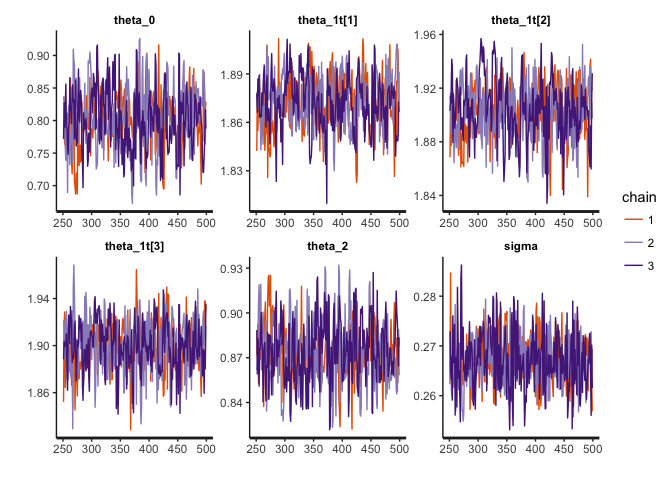 theta_0
theta_1t[1]
theta_1t[2]
0.90
0.85
0.80
0.75
0.70
250 300 350 400 450 500
1.89
1.86
1.83
250 300 350 400 450 500
1.96
1.92
1.88
1.84
250 300 350 400 450 500
theta_1t[3]
theta_2
sigma
1.94
1.90
1.86
250 300 350 400 450 500
0.93
0.90
0.87
0.84
250 300 350 400 450 500
0.28
0.27
0.26
250 300 350 400 450 500
chain
1
2
3